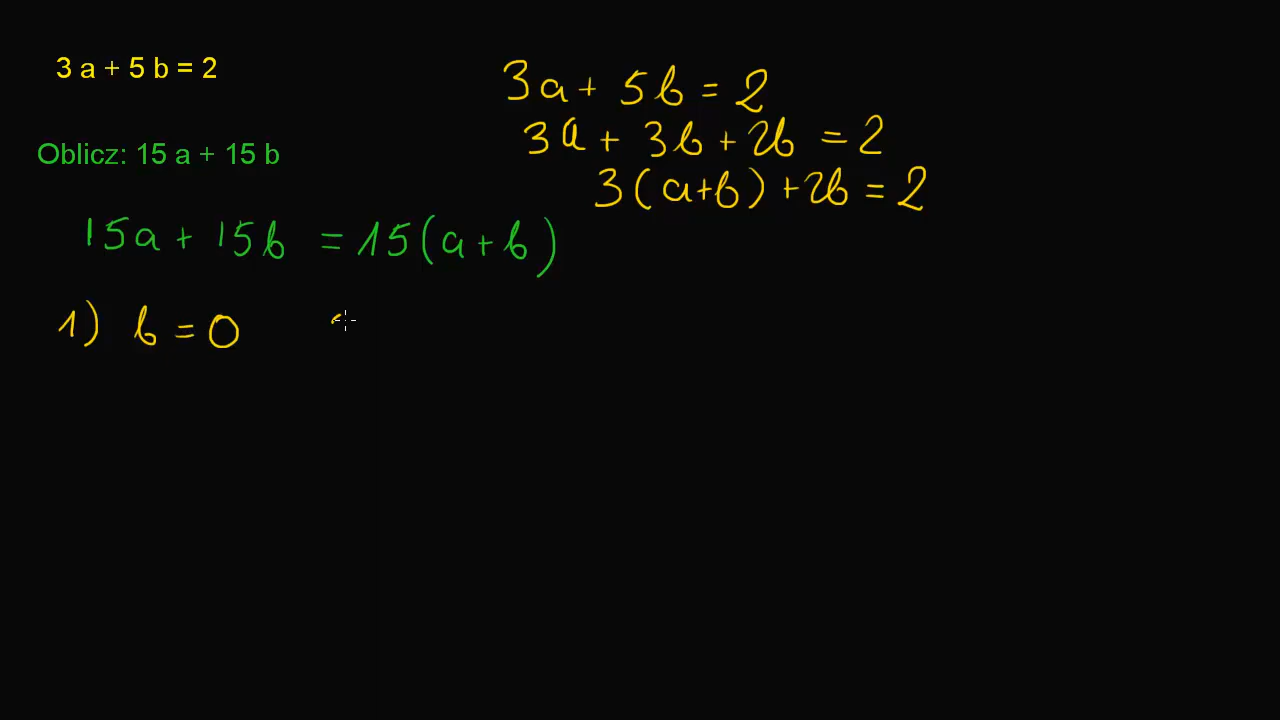 3 a + 5 b = 2
3a + 5b = 2
3a + 3b + 2b = 2
Oblicz: 15 a + 15 b
3(a+b) + 2b = 2
15a + 15b = 15(a+b)
1) b = 0